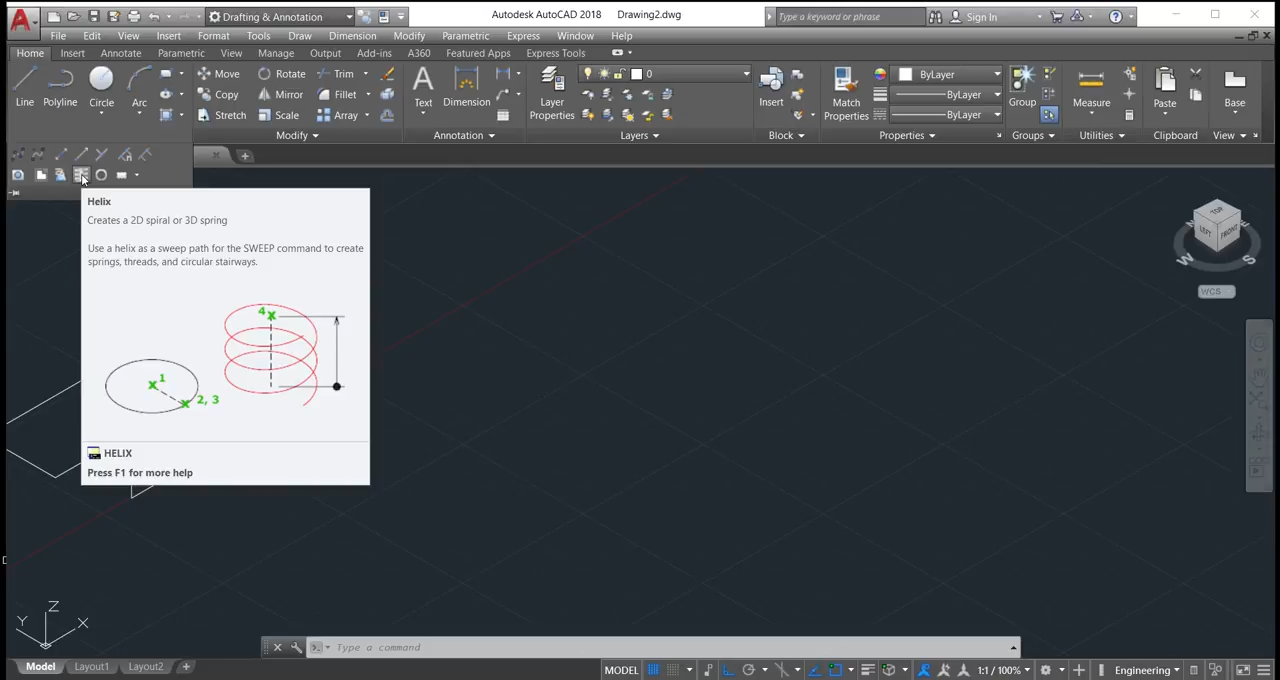 A Drafting & Annotation Autodesk AutoCAD 2018 Drawing2.dwg Type a keyword or phrase Sign In
File Edit View Insert Format Tools Draw Dimension Modify Parametric Express Window Help
Home Insert Annotate Parametric View Manage Output Add-ins A360 Featured Apps Express Tools
Line Polyline Circle Arc
Move Rotate Trim
Copy Mirror Fillet
Stretch Scale Array
Modify
Text Dimension
Annotation
Layer Properties
0
Layers
Insert
Block
Match Properties
ByLayer
ByLayer
ByLayer
Properties
Group
Groups
Measure
Utilities
Paste
Clipboard
Base
View
Helix
Creates a 2D spiral or 3D spring
Use a helix as a sweep path for the SWEEP command to create
springs, threads, and circular stairways.
4
1
2, 3
HELIX
Press F1 for more help
TOP
LEFT FRONT
W S
WCS
Z
Y X
Type a command
Model Layout1 Layout2 + MODEL 1:1 / 100% Engineering